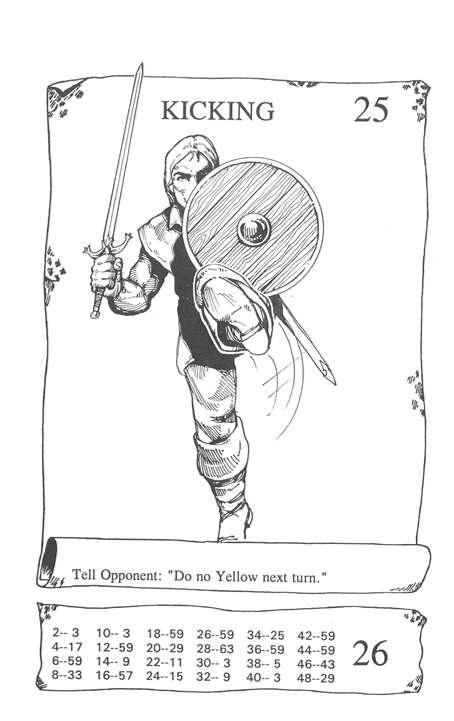 KICKING 25
Tell Opponent: "Do no Yellow next turn."
2-- 3 10-- 3 18--59 26--59 34--25 42--59
4--17 12--59 20--29 28--63 36--59 44--59
6--59 14-- 9 22--11 30-- 3 38-- 5 46--43
8--33 16--57 24--15 32-- 9 40-- 3 48--29
26